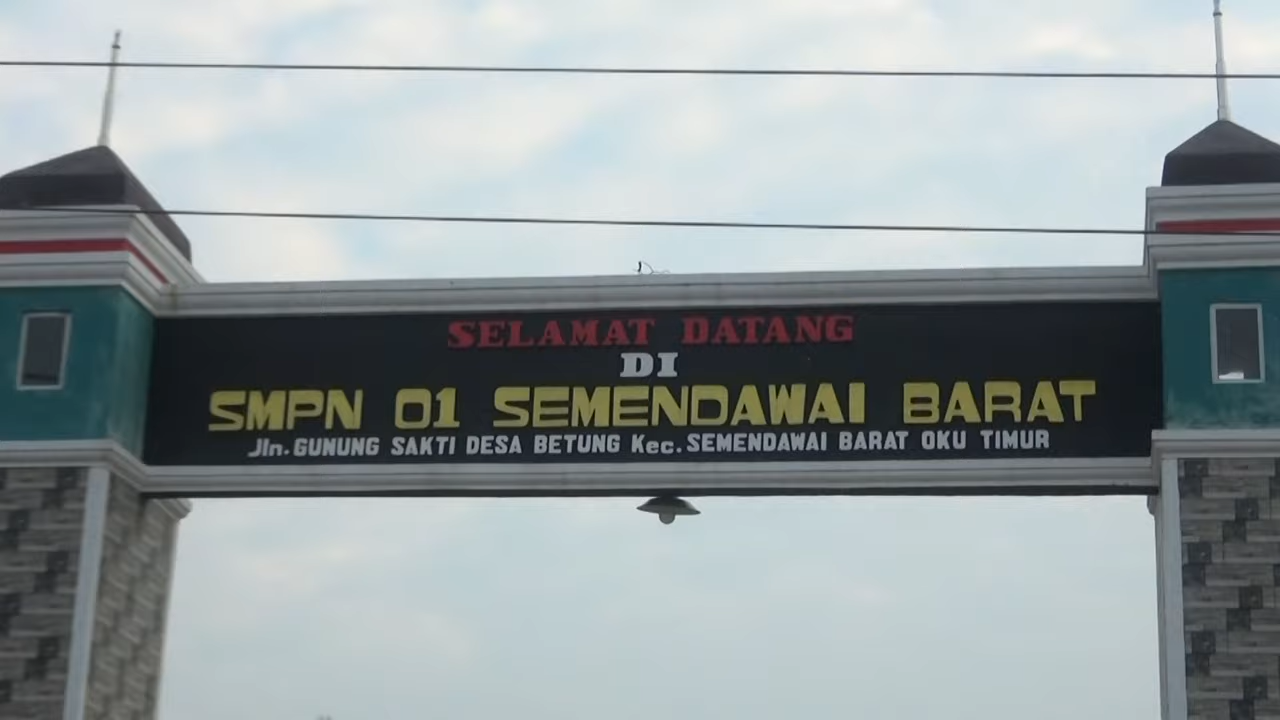 SELAMAT DATANG
DI
SMPN 01 SEMENDAWAI BARAT
Jln. GUNUNG SAKTI DESA BETUNG Kec. SEMENDAWAI BARAT OKU TIMUR